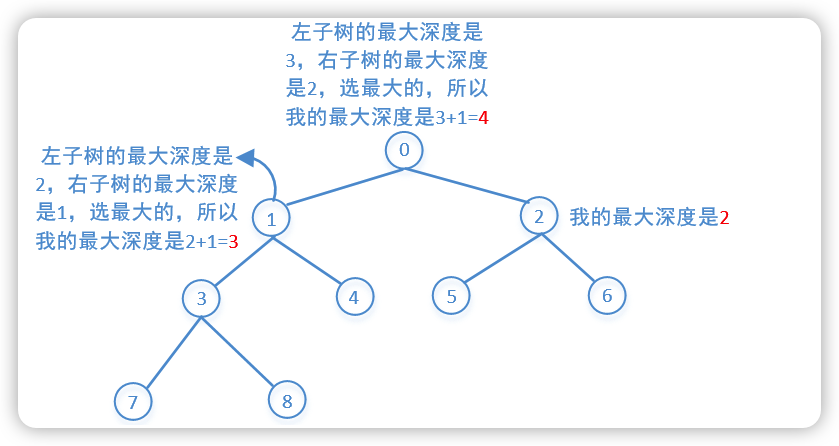 左子树的最大深度是
3，右子树的最大深度
是2，选最大的，所以
我的最大深度是3+1=4
0
左子树的最大深度是
2，右子树的最大深度
是1，选最大的，所以
我的最大深度是2+1=3
1
2
我的最大深度是2
3
4
5
6
7
8